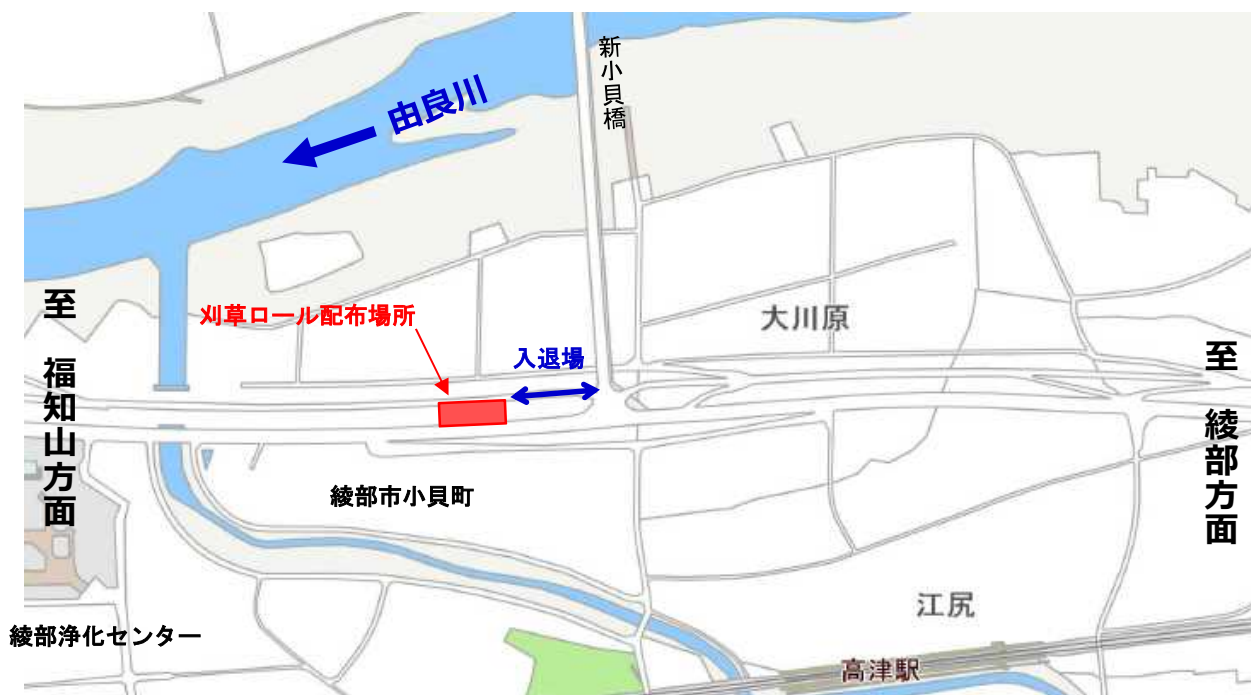 新小貝橋
由良川
大川原
至 福知山方面
刈草ロール配布場所
入退場
至 綾部方面
綾部市小貝町
江尻
綾部浄化センター
高津駅